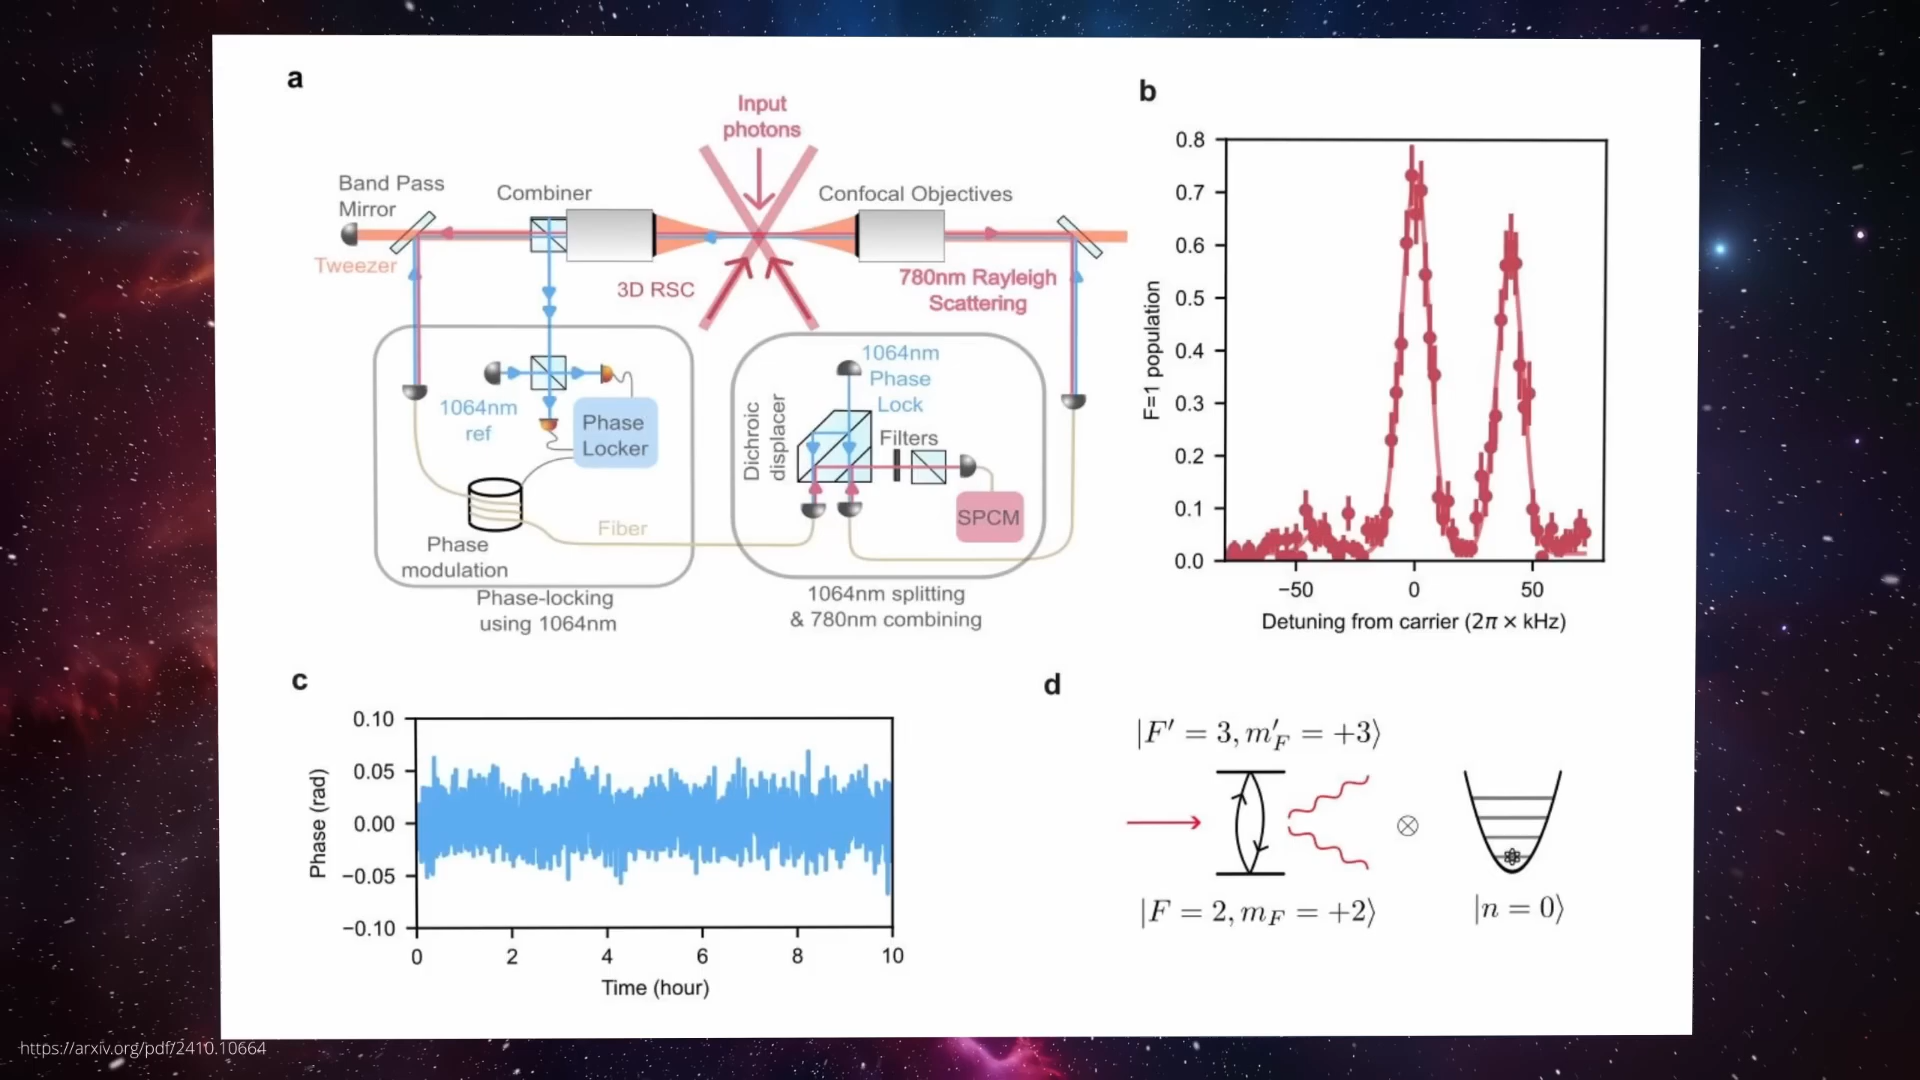 a
Input
photons
Band Pass
Mirror
Combiner
Confocal Objectives
Tweezer
3D RSC
780nm Rayleigh
Scattering
1064nm
ref
Phase
Locker
Fiber
Phase
modulation
Phase-locking
using 1064nm
1064nm
Phase
Lock
Dichroic
displacer
Filters
SPCM
1064nm splitting
& 780nm combining
b
F=1 population
0.8
0.7
0.6
0.5
0.4
0.3
0.2
0.1
0.0
−50 0 50
Detuning from carrier (2π × kHz)
c
Phase (rad)
0.10
0.05
0.00
−0.05
−0.10
0 2 4 6 8 10
Time (hour)
d
|F′ = 3, m′F = +3⟩
⊗
|F = 2, mF = +2⟩
|n = 0⟩
https://arxiv.org/pdf/2410.10664